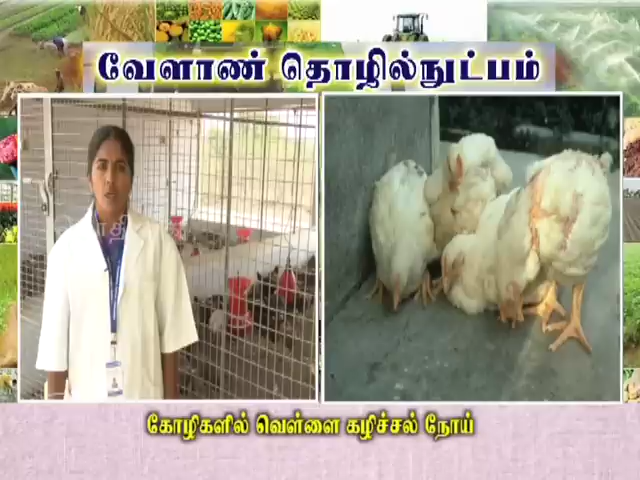 வேளாண் தொழில்நுட்பம்
கோழிகளில் வெள்ளை கழிச்சல் நோய்